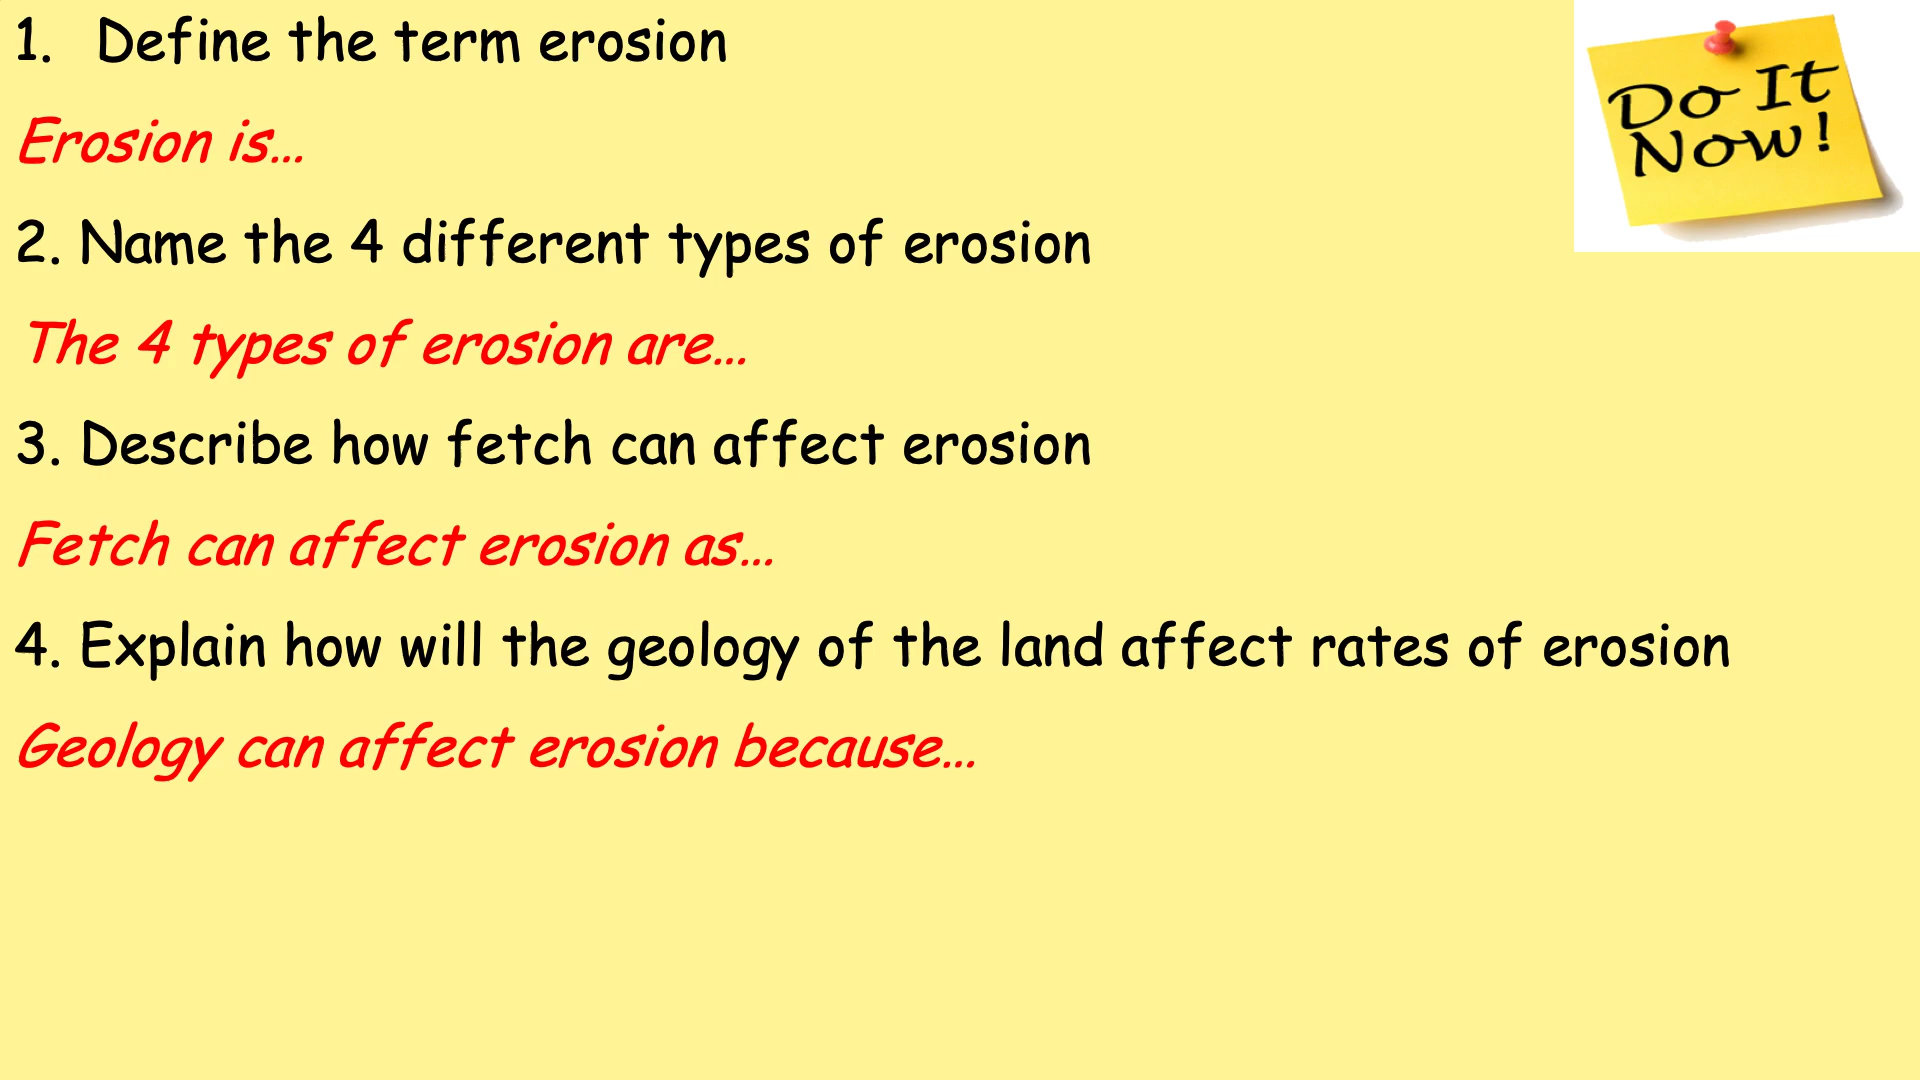 1. Define the term erosion
Do It
Now!
Erosion is…
2. Name the 4 different types of erosion
The 4 types of erosion are…
3. Describe how fetch can affect erosion
Fetch can affect erosion as…
4. Explain how will the geology of the land affect rates of erosion
Geology can affect erosion because…